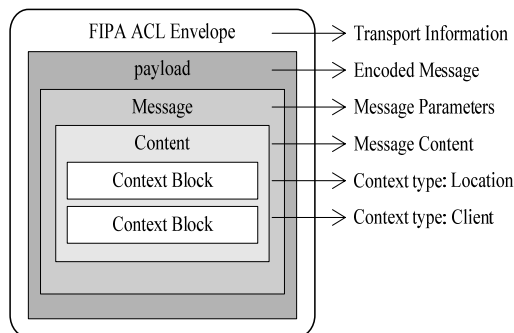 FIPA ACL Envelope Transport Information
payload Encoded Message
Message Message Parameters
Content Message Content
Context Block Context type: Location
Context Block Context type: Client